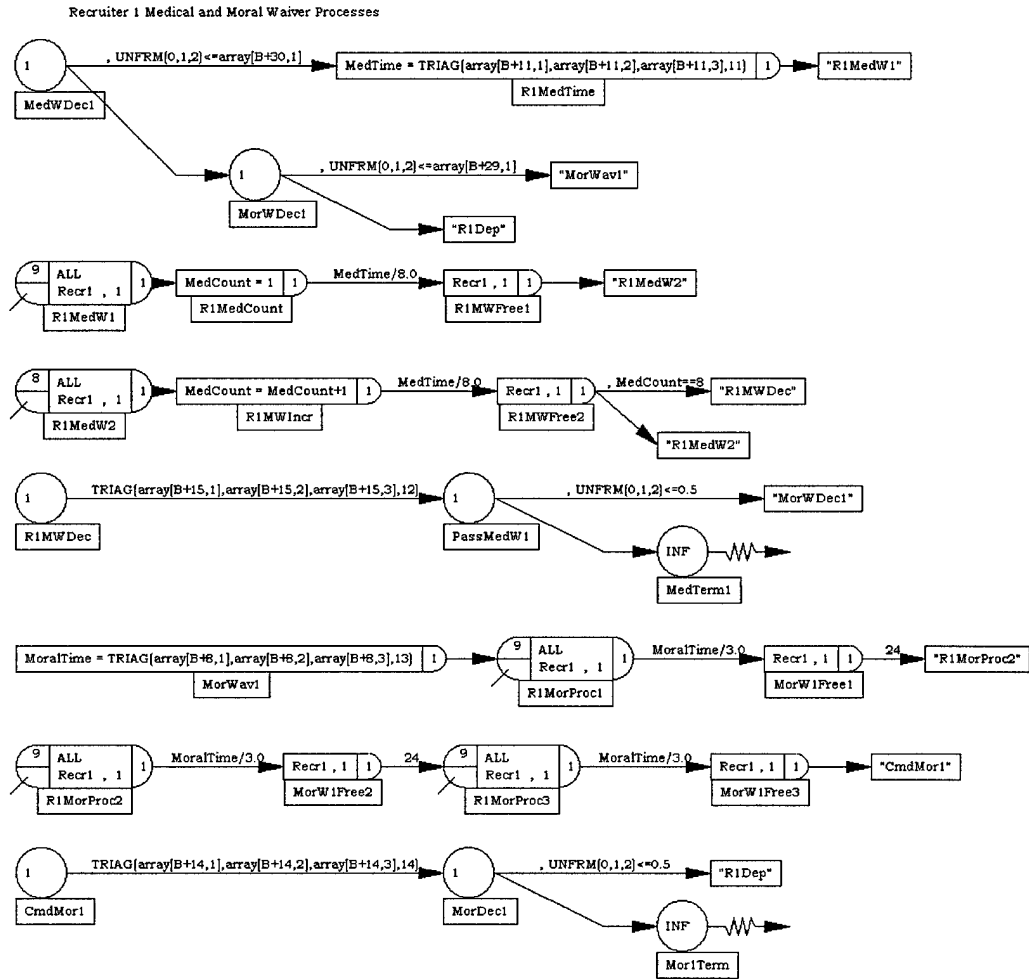 Recruiter 1 Medical and Moral Waiver Processes
1
, UNFRM[0,1,2]<=array[B+30,1]
MedTime = TRIAG[array[B+11,1],array[B+11,2],array[B+11,3],11]
1
"R1MedW1"
MedWDec1
R1MedTime
1
, UNFRM[0,1,2]<=array[B+29,1]
"MorWav1"
MorWDec1
"R1Dep"
9
ALL
Recr1 , 1
1
MedCount = 1
1
MedTime/8.0
Recr1 , 1
1
"R1MedW2"
R1MedW1
R1MedCount
R1MWFree1
8
ALL
Recr1 , 1
1
MedCount = MedCount+1
1
MedTime/8.0
Recr1 , 1
1
, MedCount==8
"R1MWDec"
R1MedW2
R1MWIncr
R1MWFree2
"R1MedW2"
1
TRIAG[array[B+15,1],array[B+15,2],array[B+15,3],12]
1
, UNFRM[0,1,2]<=0.5
"MorWDec1"
R1MWDec
PassMedW1
INF
MedTerm1
MoralTime = TRIAG[array[B+8,1],array[B+8,2],array[B+8,3],13]
1
9
ALL
Recr1 , 1
1
MoralTime/3.0
Recr1 , 1
1
24
"R1MorProc2"
MorWav1
R1MorProc1
MorW1Free1
9
ALL
Recr1 , 1
1
MoralTime/3.0
Recr1 , 1
1
24
9
ALL
Recr1 , 1
1
MoralTime/3.0
Recr1 , 1
1
"CmdMor1"
R1MorProc2
MorW1Free2
R1MorProc3
MorW1Free3
1
TRIAG[array[B+14,1],array[B+14,2],array[B+14,3],14]
1
, UNFRM[0,1,2]<=0.5
"R1Dep"
CmdMor1
MorDec1
INF
Mor1Term